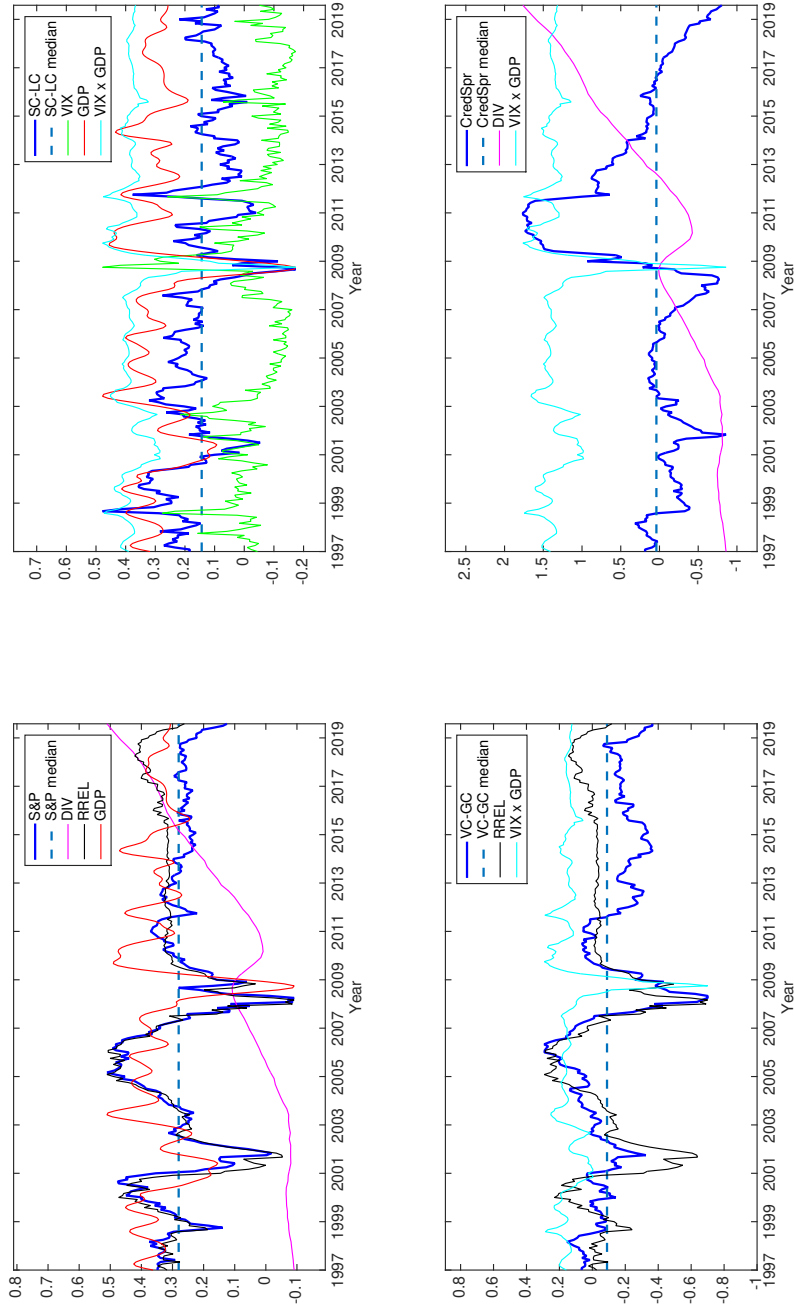 0.8
0.7
0.6
0.5
0.4
0.3
0.2
0.1
0
-0.1
S&P
S&P median
DIV
RREL
GDP
1997 1999 2001 2003 2005 2007 2009 2011 2013 2015 2017 2019
Year
0.7
0.6
0.5
0.4
0.3
0.2
0.1
0
-0.1
-0.2
SC-LC
SC-LC median
VIX
GDP
VIX x GDP
1997 1999 2001 2003 2005 2007 2009 2011 2013 2015 2017 2019
Year
0.8
0.6
0.4
0.2
0
-0.2
-0.4
-0.6
-0.8
-1
VC-GC
VC-GC median
RREL
VIX x GDP
1997 1999 2001 2003 2005 2007 2009 2011 2013 2015 2017 2019
Year
2.5
2
1.5
1
0.5
0
-0.5
-1
CredSpr
CredSpr median
DIV
VIX x GDP
1997 1999 2001 2003 2005 2007 2009 2011 2013 2015 2017 2019
Year